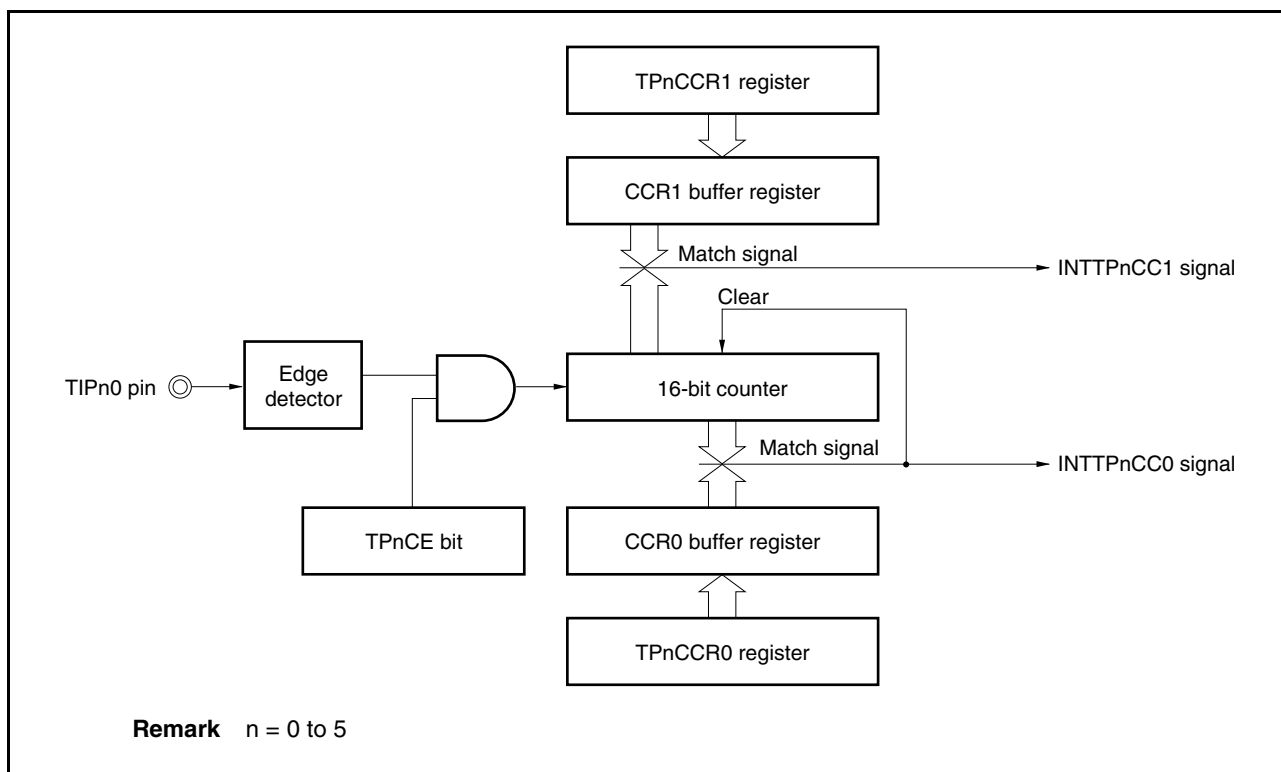 TPnCCR1 register
CCR1 buffer register
Match signal
INTTPnCC1 signal
Clear
TIPn0 pin
Edge
detector
16-bit counter
Match signal
INTTPnCC0 signal
TPnCE bit
CCR0 buffer register
TPnCCR0 register
Remark n = 0 to 5